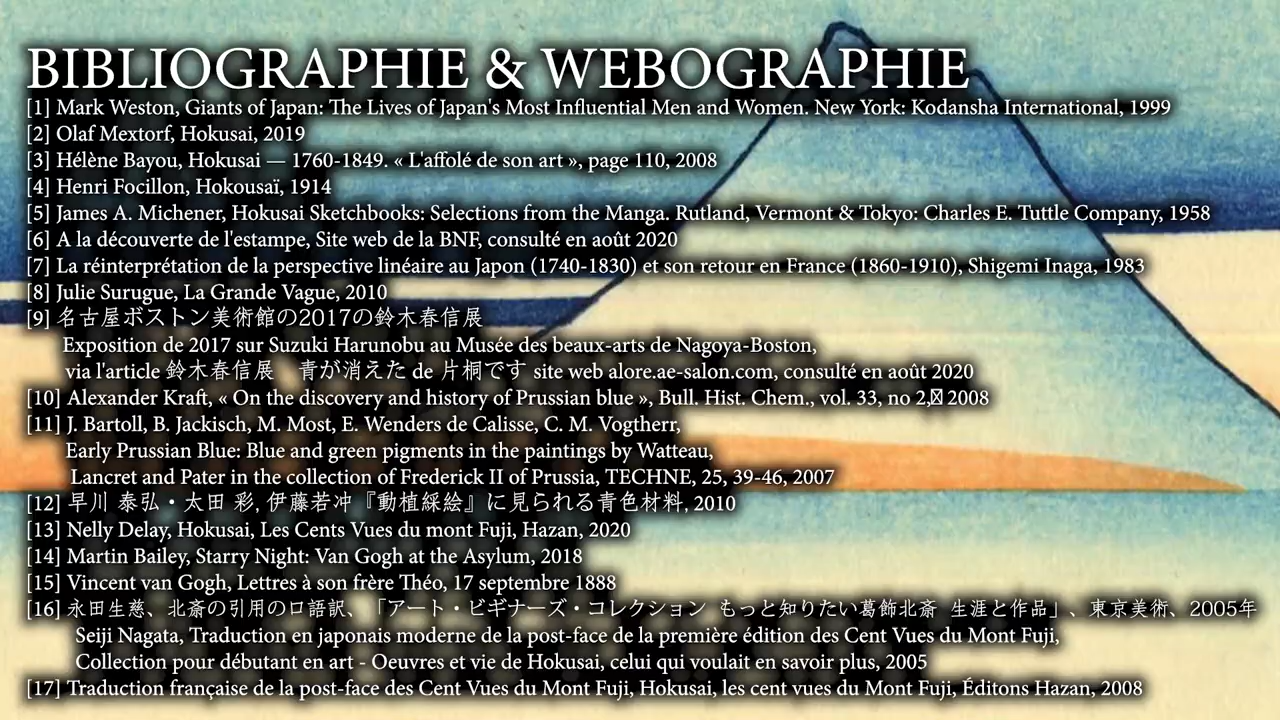 BIBLIOGRAPHIE & WEBOGRAPHIE
[1] Mark Weston, Giants of Japan: The Lives of Japan's Most Influential Men and Women. New York: Kodansha International, 1999
[2] Olaf Mextorf, Hokusai, 2019
[3] Hélène Bayou, Hokusai — 1760-1849. « L'affolé de son art », page 110, 2008
[4] Henri Focillon, Hokousaï, 1914
[5] James A. Michener, Hokusai Sketchbooks: Selections from the Manga. Rutland, Vermont & Tokyo: Charles E. Tuttle Company, 1958
[6] A la découverte de l'estampe, Site web de la BNF, consulté en août 2020
[7] La réinterprétation de la perspective linéaire au Japon (1740-1830) et son retour en France (1860-1910), Shigemi Inaga, 1983
[8] Julie Surugue, La Grande Vague, 2010
[9] 名古屋ボストン美術館の2017の鈴木春信展
Exposition de 2017 sur Suzuki Harunobu au Musée des beaux-arts de Nagoya-Boston,
via l'article 鈴木春信展　青が消えた de 片桐です site web alore.ae-salon.com, consulté en août 2020
[10] Alexander Kraft, « On the discovery and history of Prussian blue », Bull. Hist. Chem., vol. 33, no 2, 2008
[11] J. Bartoll, B. Jackisch, M. Most, E. Wenders de Calisse, C. M. Vogtherr,
Early Prussian Blue: Blue and green pigments in the paintings by Watteau,
Lancret and Pater in the collection of Frederick II of Prussia, TECHNE, 25, 39-46, 2007
[12] 早川 泰弘・太田 彩, 伊藤若冲『動植綵絵』に見られる青色材料, 2010
[13] Nelly Delay, Hokusai, Les Cents Vues du mont Fuji, Hazan, 2020
[14] Martin Bailey, Starry Night: Van Gogh at the Asylum, 2018
[15] Vincent van Gogh, Lettres à son frère Théo, 17 septembre 1888
[16] 永田生慈、北斎の引用の口語訳、「アート・ビギナーズ・コレクション もっと知りたい葛飾北斎 生涯と作品」、東京美術、2005年
Seiji Nagata, Traduction en japonais moderne de la post-face de la première édition des Cent Vues du Mont Fuji,
Collection pour débutant en art - Oeuvres et vie de Hokusai, celui qui voulait en savoir plus, 2005
[17] Traduction française de la post-face des Cent Vues du Mont Fuji, Hokusai, les cent vues du Mont Fuji, Éditons Hazan, 2008